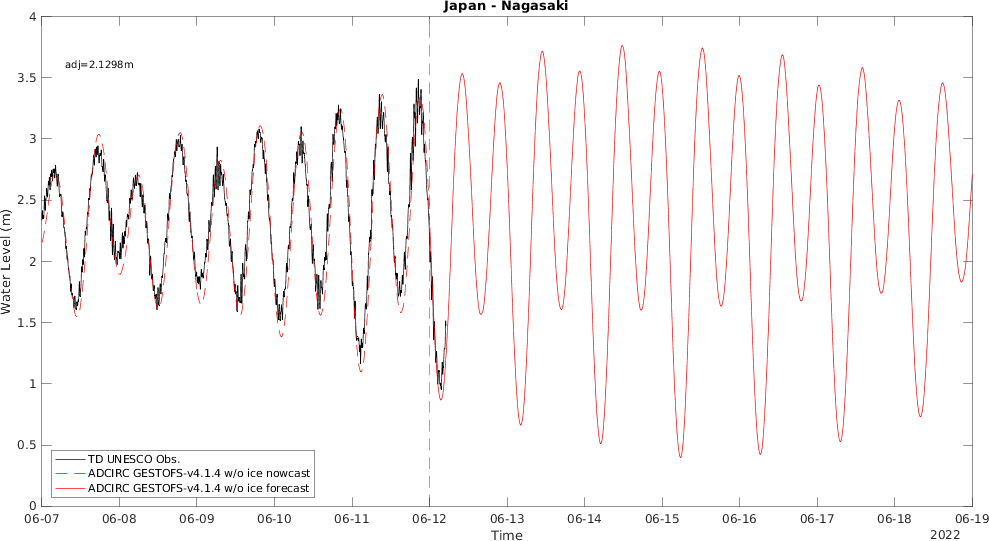 Japan - Nagasaki
adj=2.1298m
4
3.5
3
2.5
2
1.5
1
0.5
0
Water Level (m)
TD UNESCO Obs.
ADCIRC GESTOFS-v4.1.4 w/o ice nowcast
ADCIRC GESTOFS-v4.1.4 w/o ice forecast
06-07 06-08 06-09 06-10 06-11 06-12 06-13 06-14 06-15 06-16 06-17 06-18 06-19
Time
2022